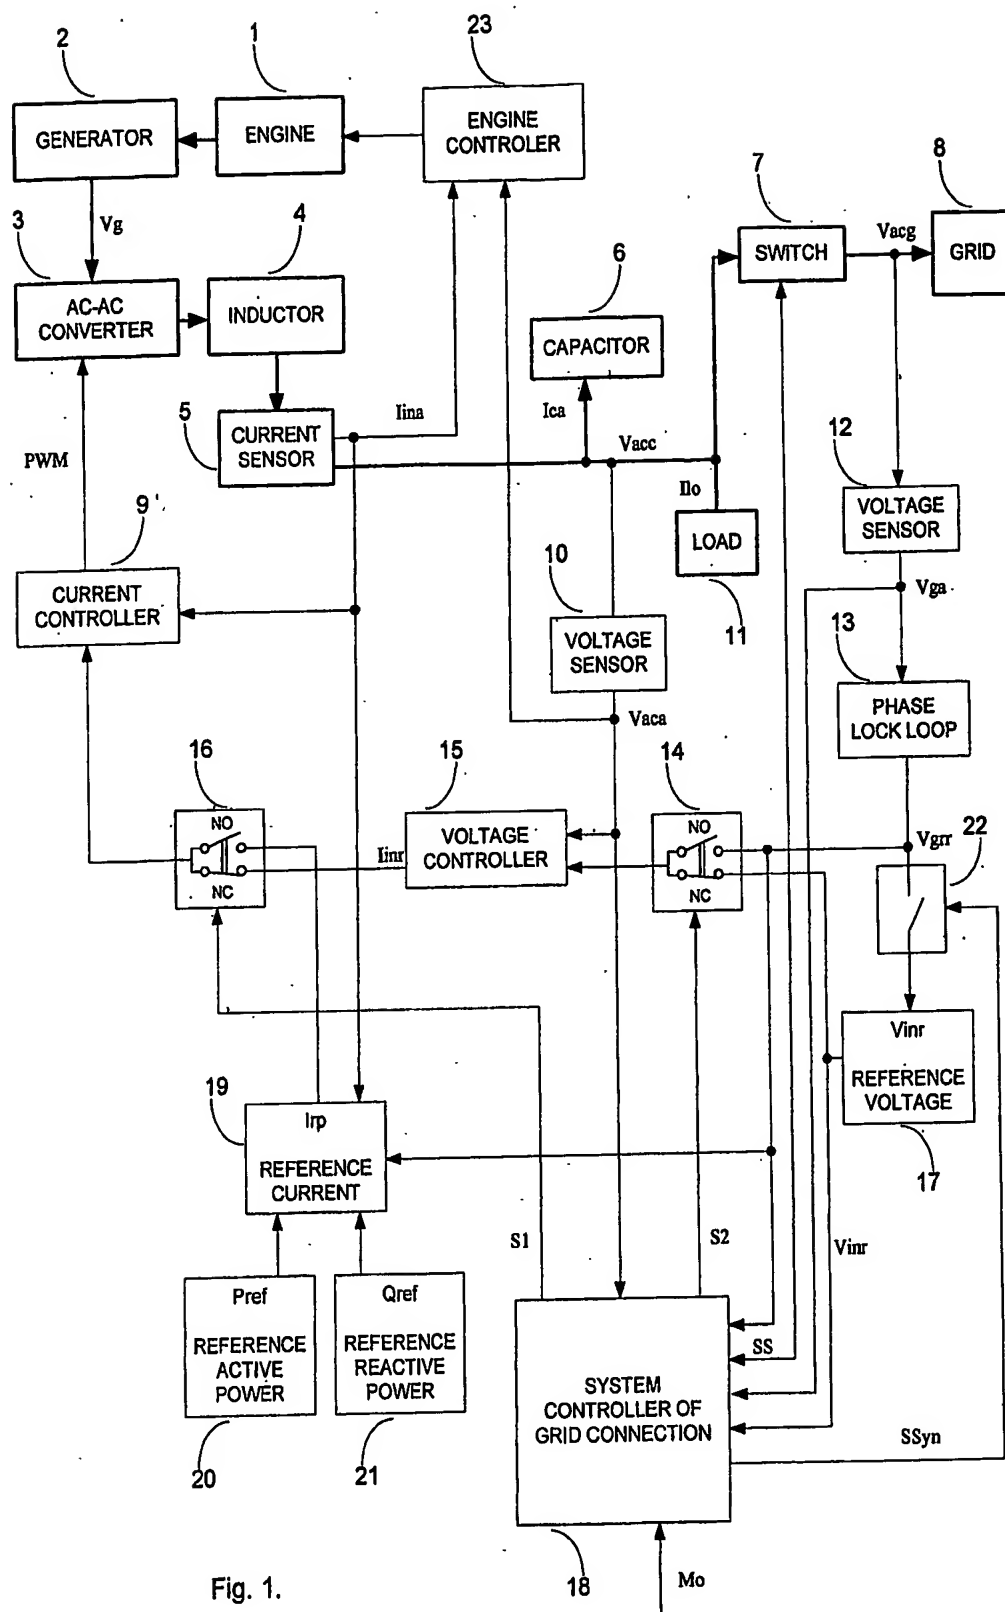 2
1
23
GENERATOR
ENGINE
ENGINE
CONTROLER
7
8
Vg
Vacg
3
4
6
SWITCH
GRID
AC-AC
CONVERTER
INDUCTOR
CAPACITOR
Iina
Ica
12
5
CURRENT
SENSOR
Vacc
PWM
Ilo
VOLTAGE
SENSOR
9'
10
LOAD
CURRENT
CONTROLLER
Vga
11
13
VOLTAGE
SENSOR
PHASE
LOCK LOOP
Vaca
16
15
14
NO
NO
22
VOLTAGE
CONTROLLER
Iinr
Vgrr
NC
NC
Vinr
REFERENCE
VOLTAGE
19
Irp
REFERENCE
CURRENT
17
S1
S2
Vinr
Pref
REFERENCE
ACTIVE
POWER
Qref
REFERENCE
REACTIVE
POWER
SS
SYSTEM
CONTROLLER OF
GRID CONNECTION
SSyn
20
21
18
Mo
Fig. 1.